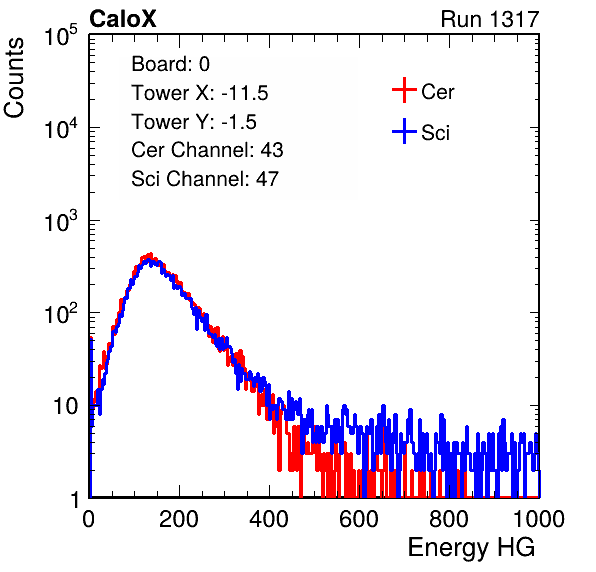 CaloX Run 1317
Counts
Board: 0
Tower X: -11.5
Tower Y: -1.5
Cer Channel: 43
Sci Channel: 47
Cer
Sci
10^5
10^4
10^3
10^2
10
1
0 200 400 600 800 1000
Energy HG